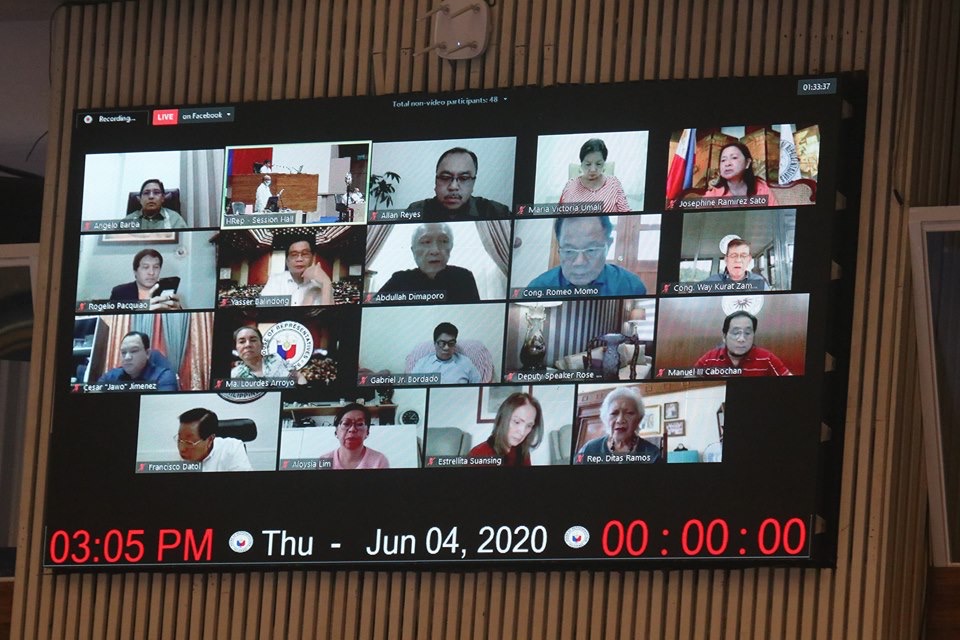 Total non-video participants: 48
01:33:37
Recording...
LIVE on Facebook
Angelo Barba
HRep - Session Hall
Allan Reyes
Maria Victoria Umali
Josephine Ramirez Sato
Rogelio Pacquiao
Yasser Balindong
Abdullah Dimaporo
Cong. Romeo Momo
Cong. Way Kurat Zam...
Cesar "Jawo" Jimenez
Ma. Lourdes Arroyo
Gabriel Jr. Bordado
Deputy Speaker Rose...
Manuel III Cabochan
Francisco Datol
Aloysia Lim
Estrellita Suansing
Rep. Ditas Ramos
03:05 PM Thu - Jun 04, 2020 00 : 00 : 00